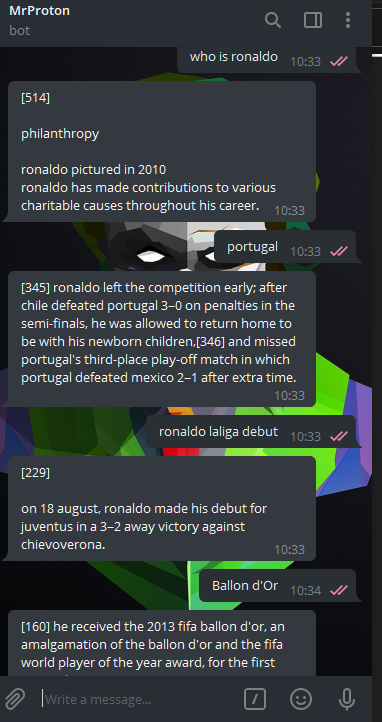 MrProton
bot
who is ronaldo 10:33
[514]
philanthropy
ronaldo pictured in 2010
ronaldo has made contributions to various
charitable causes throughout his career. 10:33
portugal 10:33
[345] ronaldo left the competition early; after
chile defeated portugal 3–0 on penalties in the
semi-finals, he was allowed to return home to
be with his newborn children,[346] and missed
portugal's third-place play-off match in which
portugal defeated mexico 2–1 after extra time.
10:33
ronaldo laliga debut 10:33
[229]
on 18 august, ronaldo made his debut for
juventus in a 3–2 away victory against
chievoverona. 10:33
Ballon d'Or 10:34
[160] he received the 2013 fifa ballon d'or, an
amalgamation of the ballon d'or and the fifa
world player of the year award, for the first
Write a message...